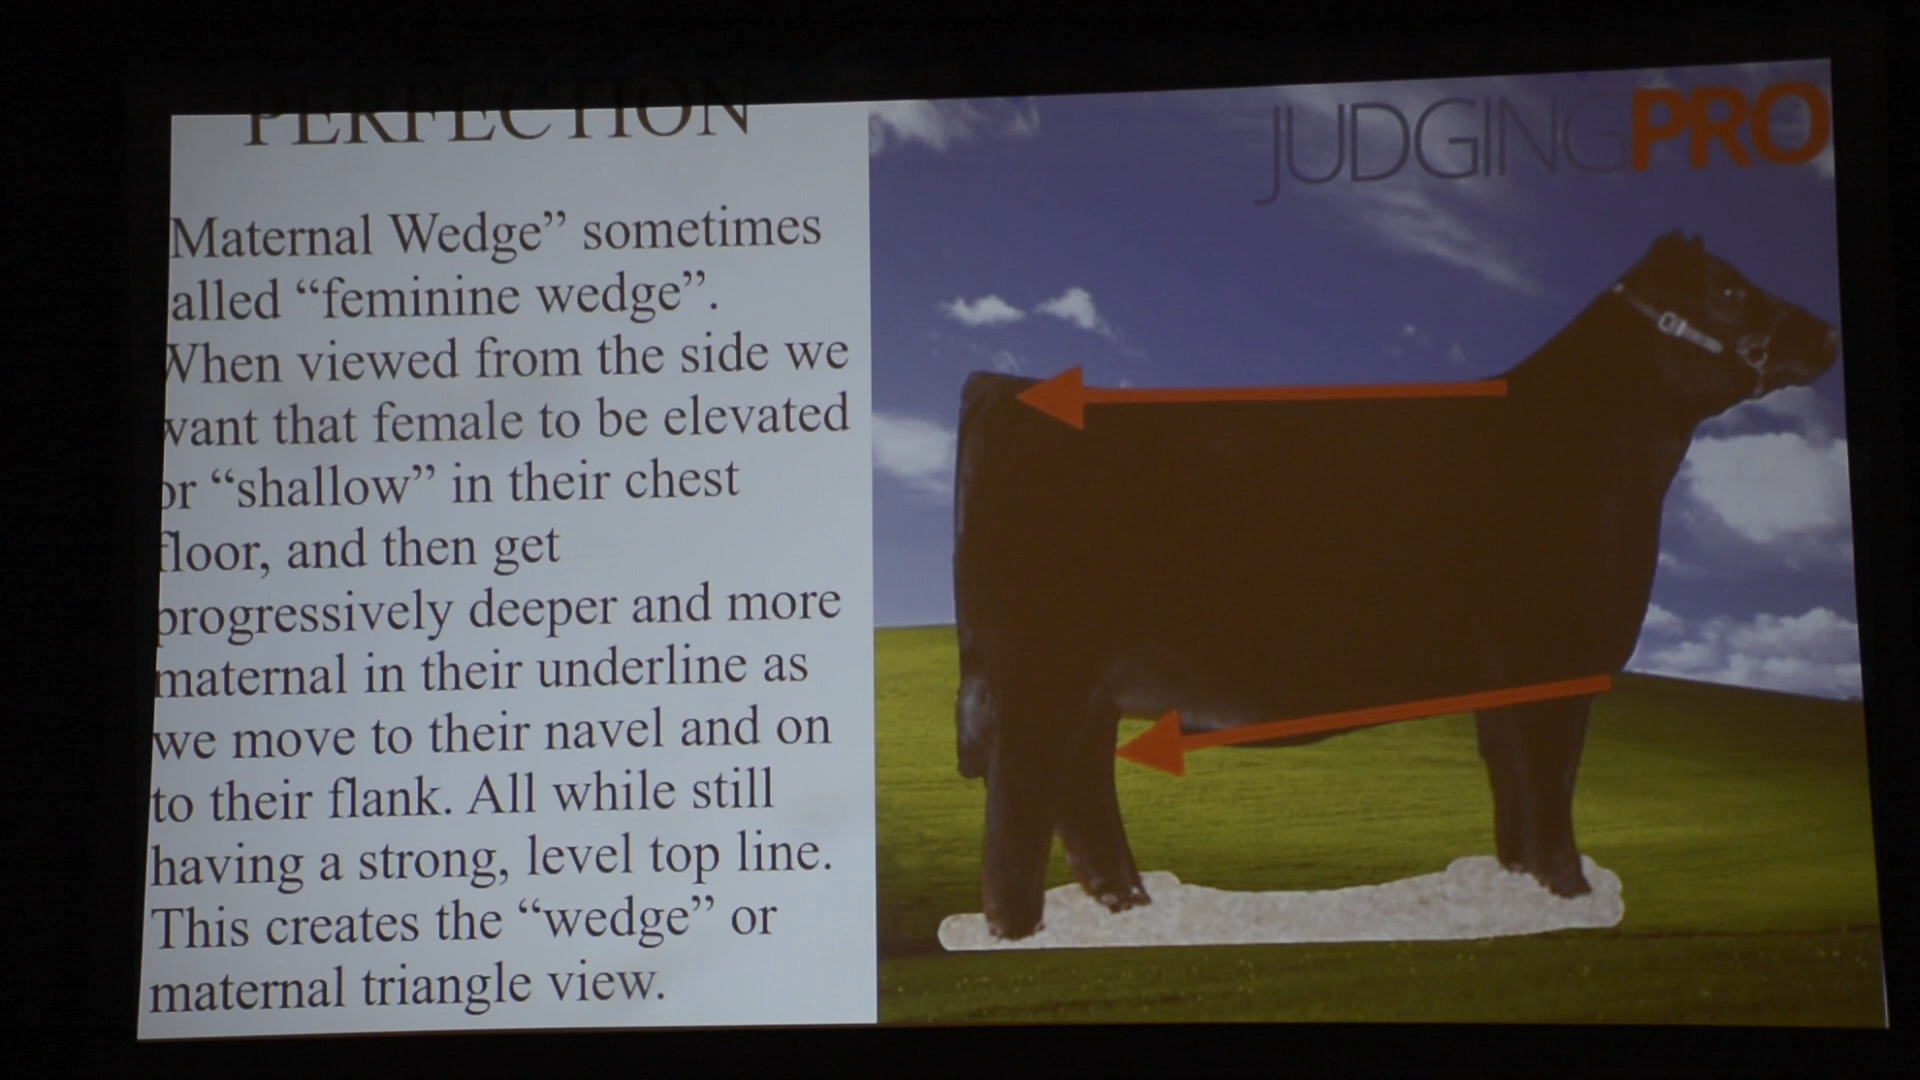 PERFECTION
Maternal Wedge” sometimes
alled “feminine wedge”.
When viewed from the side we
want that female to be elevated
or “shallow” in their chest
floor, and then get
progressively deeper and more
maternal in their underline as
we move to their navel and on
to their flank. All while still
having a strong, level top line.
This creates the “wedge” or
maternal triangle view.
JUDGINGPRO